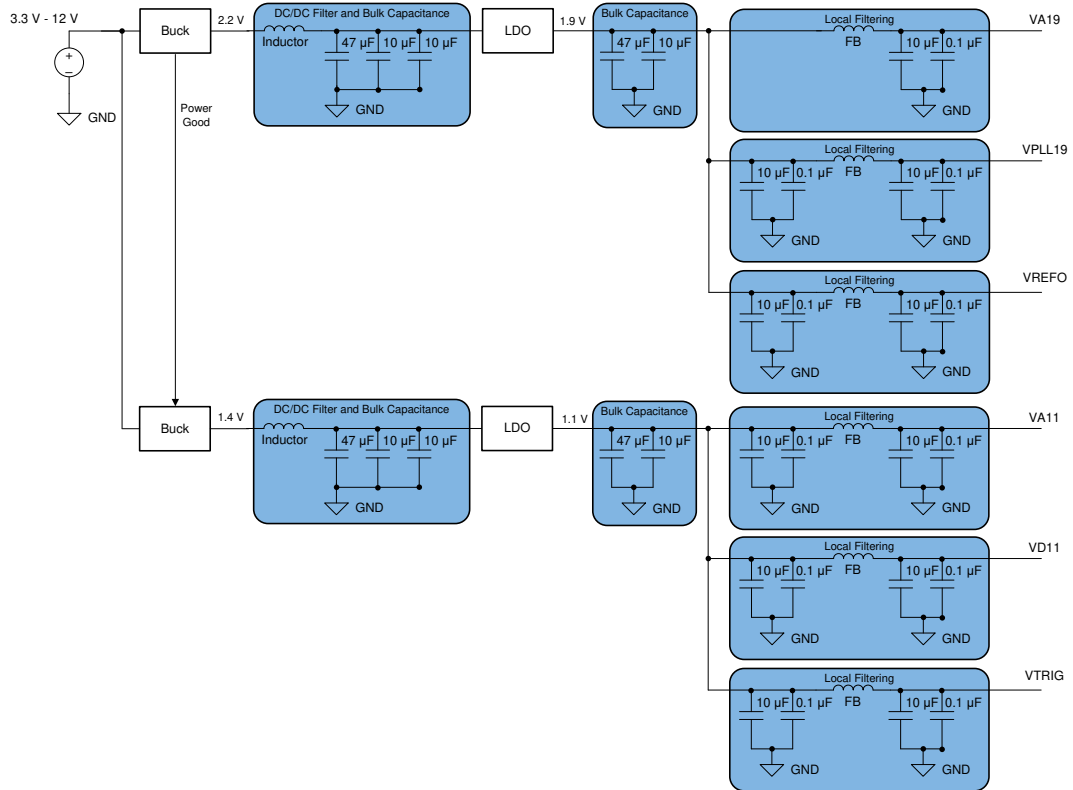 3.3 V - 12 V
+
−
GND
Buck
2.2 V
Power
Good
DC/DC Filter and Bulk Capacitance
Inductor
47 µF 10 µF 10 µF
GND
LDO
1.9 V
Bulk Capacitance
47 µF 10 µF
GND
Local Filtering
FB
10 µF 0.1 µF
GND
VA19
Local Filtering
10 µF 0.1 µF
FB
10 µF 0.1 µF
GND
GND
VPLL19
Local Filtering
10 µF 0.1 µF
FB
10 µF 0.1 µF
GND
GND
VREFO
Buck
1.4 V
DC/DC Filter and Bulk Capacitance
Inductor
47 µF 10 µF 10 µF
GND
LDO
1.1 V
Bulk Capacitance
47 µF 10 µF
GND
Local Filtering
10 µF 0.1 µF
FB
10 µF 0.1 µF
GND
GND
VA11
Local Filtering
10 µF 0.1 µF
FB
10 µF 0.1 µF
GND
GND
VD11
Local Filtering
10 µF 0.1 µF
FB
10 µF 0.1 µF
GND
GND
VTRIG